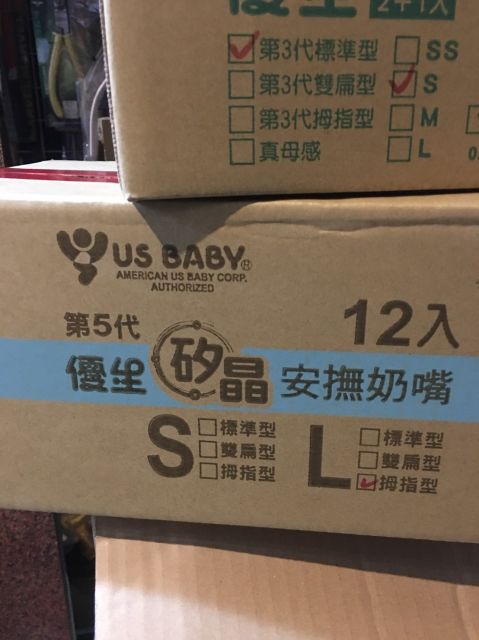 優生 2+1入
第3代標準型 SS
第3代雙扁型 S
第3代拇指型 M
真母感 L
US BABY®
AMERICAN US BABY CORP.
AUTHORIZED
第5代
12入
優生 矽晶 安撫奶嘴
S
標準型
雙扁型
拇指型
L
標準型
雙扁型
拇指型